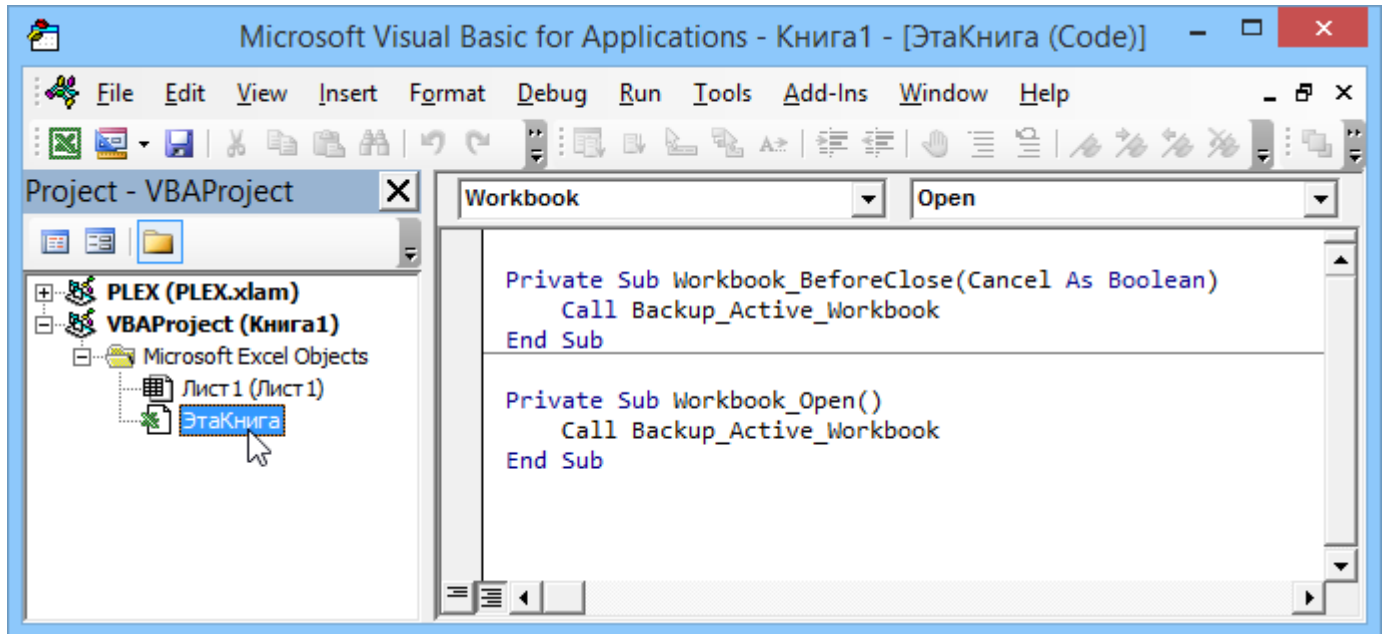 Microsoft Visual Basic for Applications - Книга1 - [ЭтаКнига (Code)]
File Edit View Insert Format Debug Run Tools Add-Ins Window Help
Project - VBAProject
Workbook Open
PLEX (PLEX.xlam)
VBAProject (Книга1)
Microsoft Excel Objects
Лист1 (Лист1)
ЭтаКнига
Private Sub Workbook_BeforeClose(Cancel As Boolean)
Call Backup_Active_Workbook
End Sub
Private Sub Workbook_Open()
Call Backup_Active_Workbook
End Sub